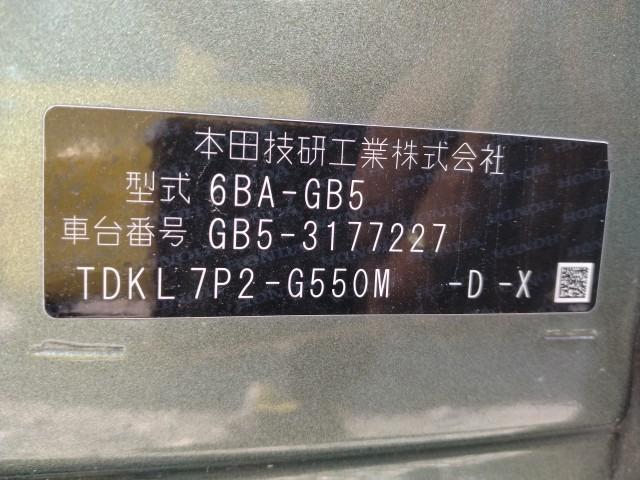 本田技研工業株式会社
型式 6BA-GB5
車台番号 GB5-3177227
TDKL 7P2-G550M -D -X